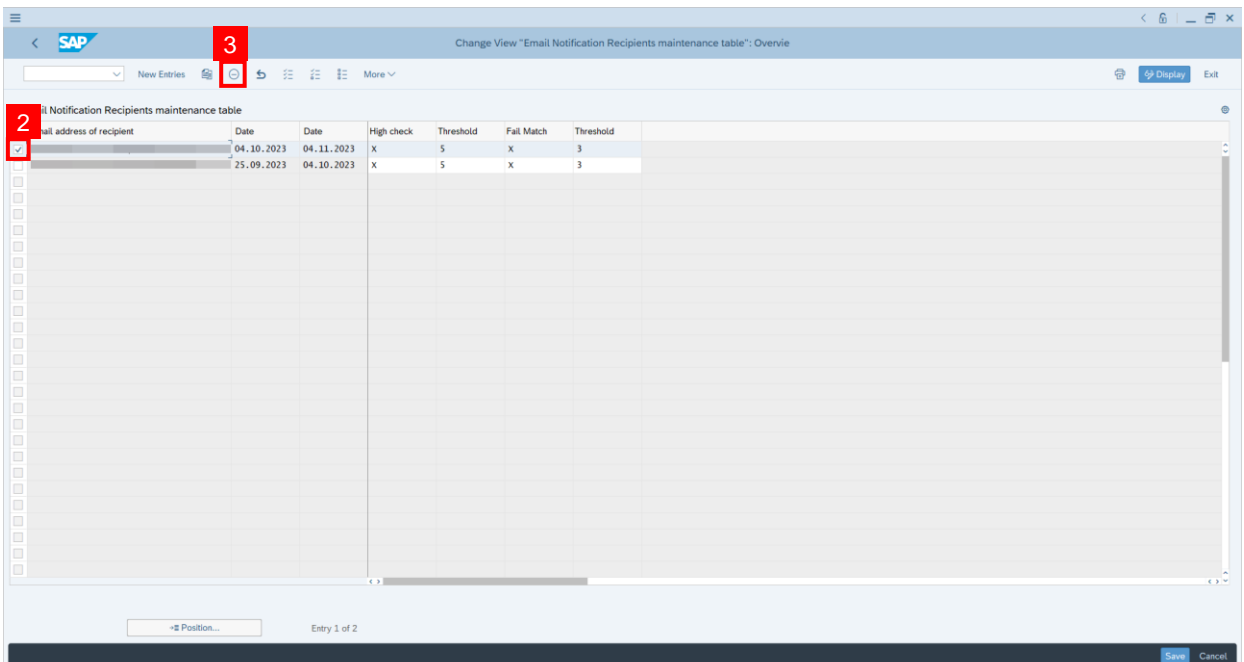 SAP
3
Change View "Email Notification Recipients maintenance table": Overvie
New Entries
More
Display
Exit
il Notification Recipients maintenance table
2
nail address of recipient Date Date High check Threshold Fail Match Threshold
04.10.2023 04.11.2023 X 5 X 3
25.09.2023 04.10.2023 X 5 X 3
Position...
Entry 1 of 2
Save
Cancel